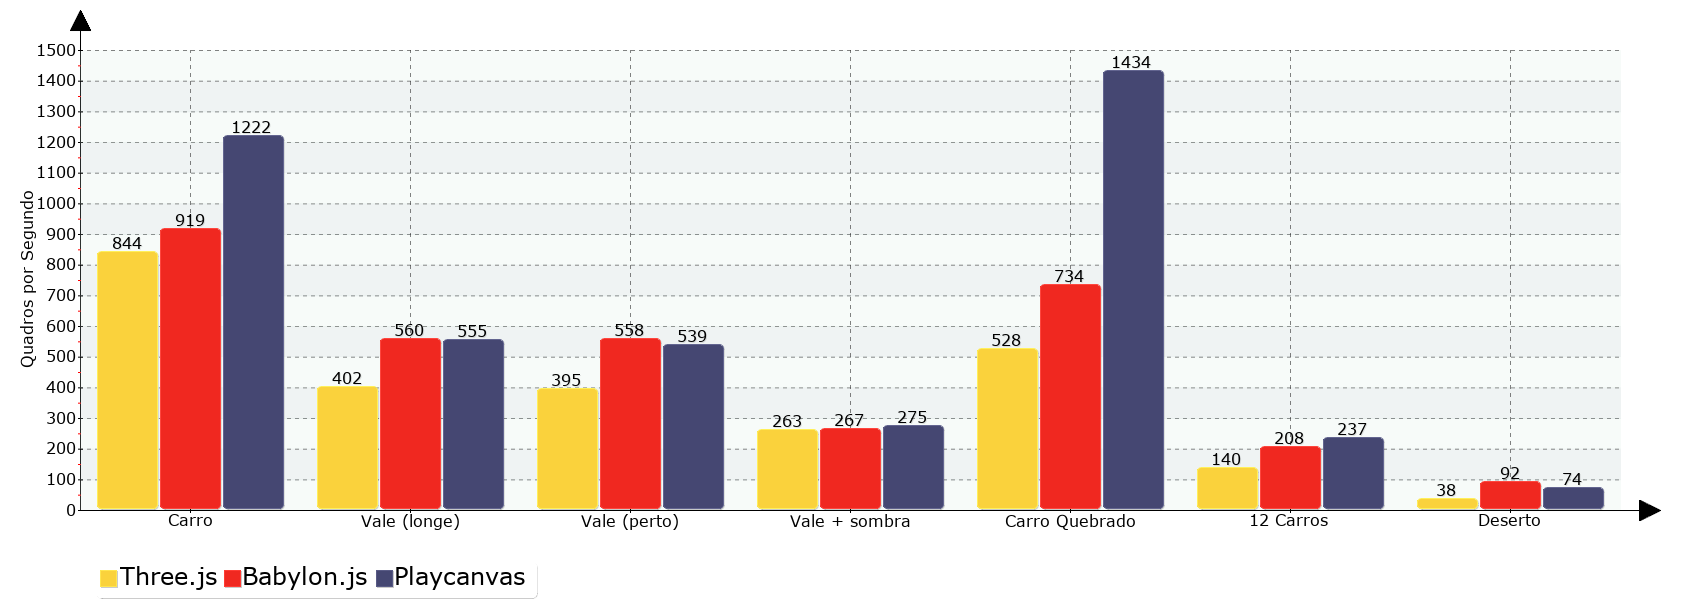 1500
1400
1300
1200
1100
1000
900
800
700
600
500
400
300
200
100
0
Quadros por Segundo
844 919 1222
402 560 555
395 558 539
263 267 275
528 734 1434
140 208 237
38 92 74
Carro Vale (longe) Vale (perto) Vale + sombra Carro Quebrado 12 Carros Deserto
Three.js Babylon.js Playcanvas